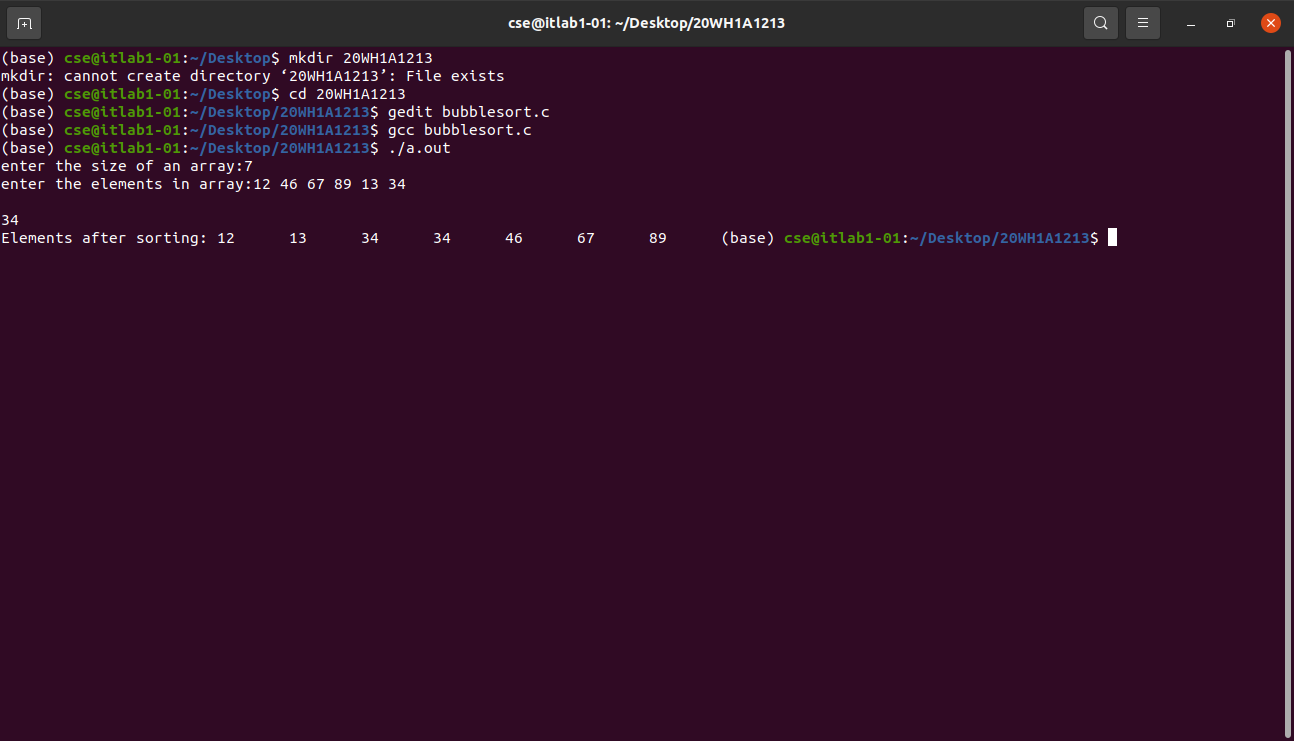 cse@itlab1-01: ~/Desktop/20WH1A1213
(base) cse@itlab1-01:~/Desktop$ mkdir 20WH1A1213
mkdir: cannot create directory ‘20WH1A1213’: File exists
(base) cse@itlab1-01:~/Desktop$ cd 20WH1A1213
(base) cse@itlab1-01:~/Desktop/20WH1A1213$ gedit bubblesort.c
(base) cse@itlab1-01:~/Desktop/20WH1A1213$ gcc bubblesort.c
(base) cse@itlab1-01:~/Desktop/20WH1A1213$ ./a.out
enter the size of an array:7
enter the elements in array:12 46 67 89 13 34
34
Elements after sorting: 12      13      34      34      46      67      89      (base) cse@itlab1-01:~/Desktop/20WH1A1213$